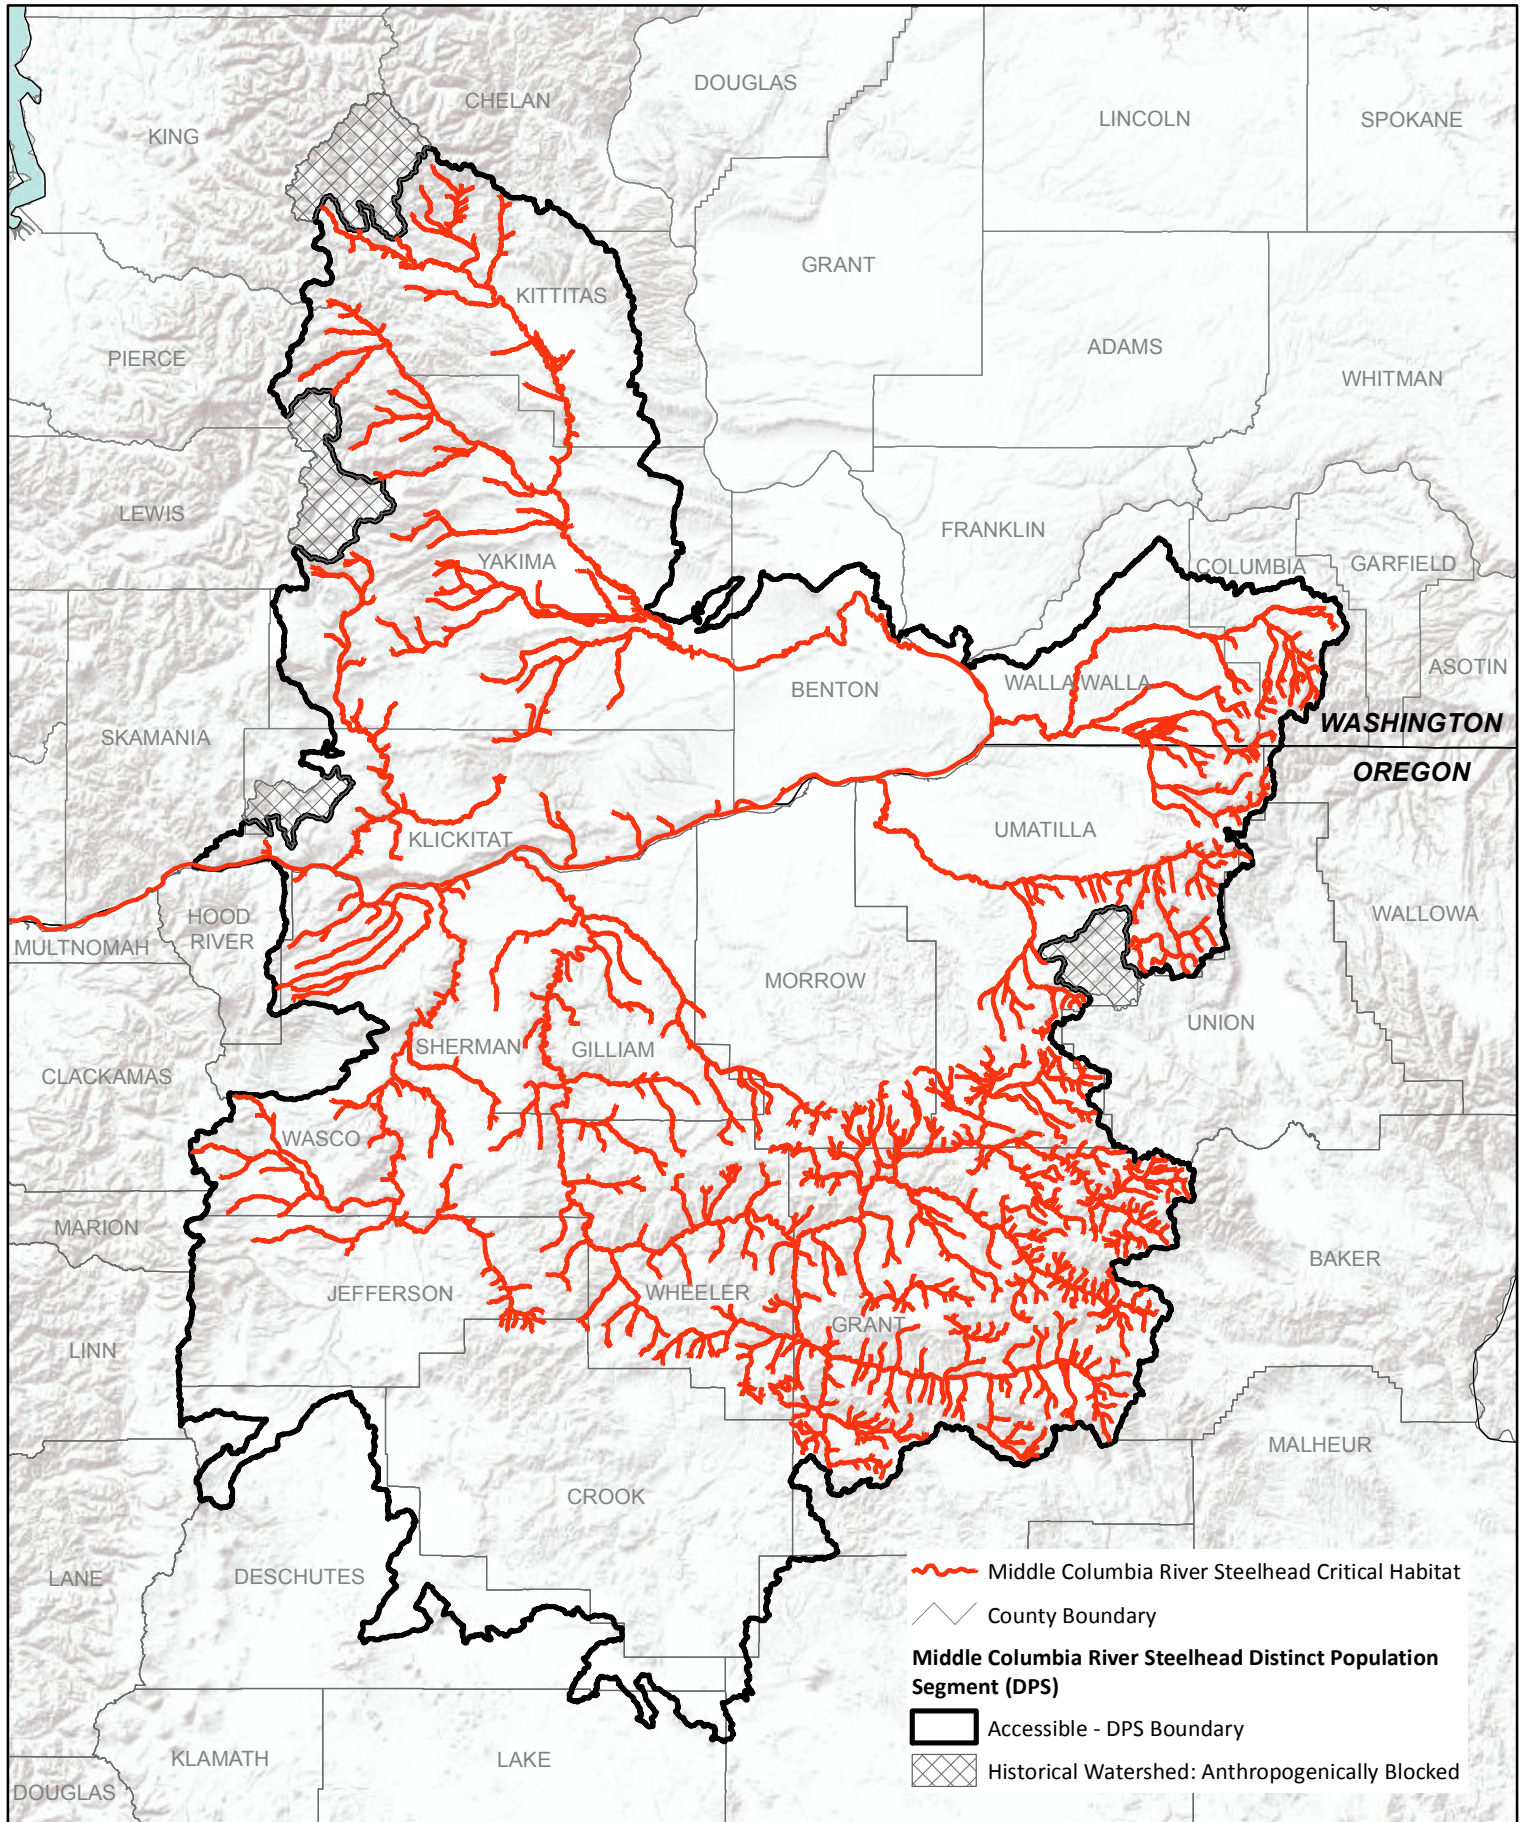 CHELAN
DOUGLAS
KING
LINCOLN
SPOKANE
GRANT
KITTITAS
PIERCE
ADAMS
WHITMAN
LEWIS
FRANKLIN
YAKIMA
COLUMBIA
GARFIELD
ASOTIN
BENTON
WALLA WALLA
SKAMANIA
WASHINGTON
OREGON
KLICKITAT
UMATILLA
HOOD
RIVER
MULTNOMAH
WALLOWA
MORROW
UNION
SHERMAN
GILLIAM
CLACKAMAS
WASCO
MARION
BAKER
JEFFERSON
WHEELER
GRANT
LINN
MALHEUR
CROOK
LANE
DESCHUTES
KLAMATH
LAKE
DOUGLAS
Middle Columbia River Steelhead Critical Habitat
County Boundary
Middle Columbia River Steelhead Distinct Population
Segment (DPS)
Accessible - DPS Boundary
Historical Watershed: Anthropogenically Blocked